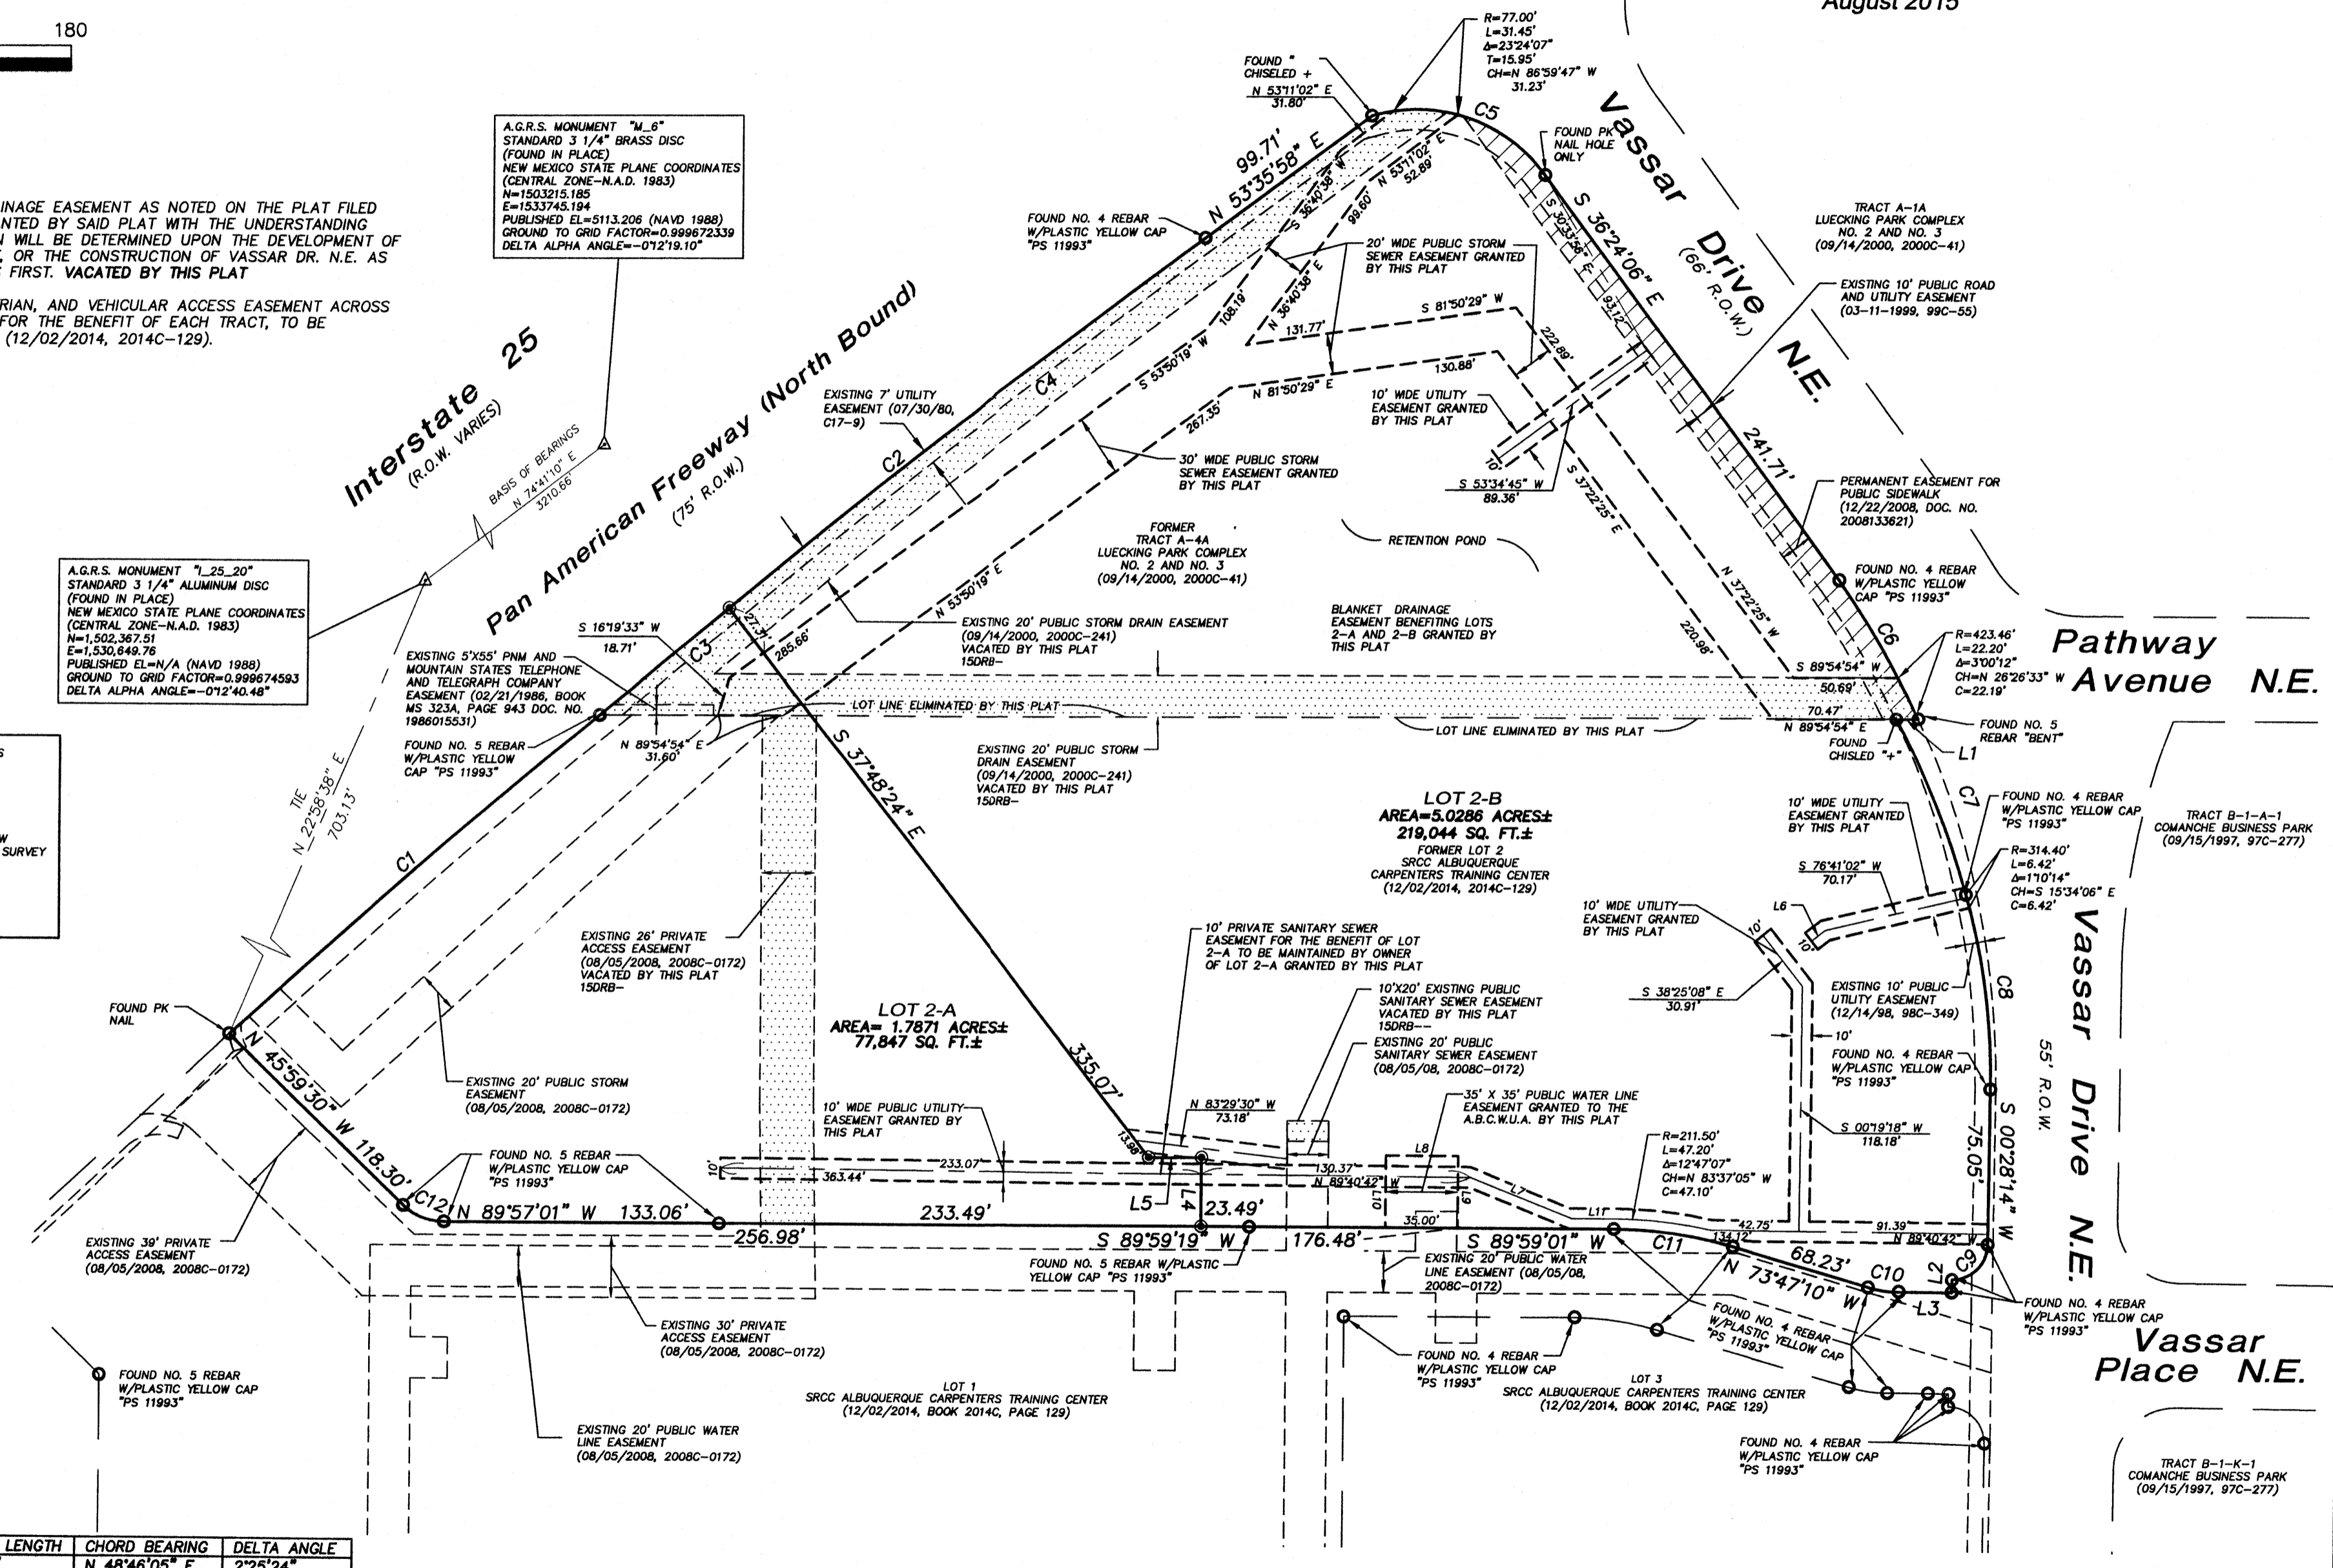 180
August 2015
INAGE EASEMENT AS NOTED ON THE PLAT FILED
NTED BY SAID PLAT WITH THE UNDERSTANDING
N WILL BE DETERMINED UPON THE DEVELOPMENT OF
, OR THE CONSTRUCTION OF VASSAR DR. N.E. AS
FIRST. VACATED BY THIS PLAT
RIAN, AND VEHICULAR ACCESS EASEMENT ACROSS
FOR THE BENEFIT OF EACH TRACT, TO BE
(12/02/2014, 2014C-129).
A.G.R.S. MONUMENT "M_6"
STANDARD 3 1/4" BRASS DISC
(FOUND IN PLACE)
NEW MEXICO STATE PLANE COORDINATES
(CENTRAL ZONE-N.A.D. 1983)
N=1503215.185
E=1533745.194
PUBLISHED EL=5113.206 (NAVD 1988)
GROUND TO GRID FACTOR=0.999672339
DELTA ALPHA ANGLE=-0°12'19.10"
FOUND "
CHISELED +
N 53°11'02" E
31.80'
R=77.00'
L=31.45'
Δ=23°24'07"
T=15.95'
CH=N 86°59'47" W
31.23'
C5
FOUND PK
NAIL HOLE
ONLY
Vassar
Drive
N.E.
(66' R.O.W.)
TRACT A-1A
LUECKING PARK COMPLEX
NO. 2 AND NO. 3
(09/14/2000, 2000C-41)
EXISTING 10' PUBLIC ROAD
AND UTILITY EASEMENT
(03-11-1999, 99C-55)
99.71'
N 53°35'58" E
FOUND NO. 4 REBAR
W/PLASTIC YELLOW CAP
"PS 11993"
S 36°40'38" W
N 53°11'02" E
52.89'
99.60'
N 36°40'38" E
108.19'
20' WIDE PUBLIC STORM
SEWER EASEMENT GRANTED
BY THIS PLAT
S 36°24'06" E
S 30°33'56" E
93.12'
241.71'
S 81°50'29" W
131.77'
222.89'
N 81°50'29" E
130.88'
S 53°50'19" W
267.35'
10' WIDE UTILITY
EASEMENT GRANTED
BY THIS PLAT
10'
S 53°34'45" W
89.36'
S 37°22'25" E
N 37°22'25" W
220.98'
Interstate 25
(R.O.W. VARIES)
BASIS OF BEARINGS
N 74°41'10" E
3210.66'
Pan American Freeway (North Bound)
(75' R.O.W.)
EXISTING 7' UTILITY
EASEMENT (07/30/80,
C17-9)
C4
C2
30' WIDE PUBLIC STORM
SEWER EASEMENT GRANTED
BY THIS PLAT
FORMER
TRACT A-4A
LUECKING PARK COMPLEX
NO. 2 AND NO. 3
(09/14/2000, 2000C-41)
RETENTION POND
PERMANENT EASEMENT FOR
PUBLIC SIDEWALK
(12/22/2008, DOC. NO.
2008133621)
FOUND NO. 4 REBAR
W/PLASTIC YELLOW
CAP "PS 11993"
A.G.R.S. MONUMENT "I_25_20"
STANDARD 3 1/4" ALUMINUM DISC
(FOUND IN PLACE)
NEW MEXICO STATE PLANE COORDINATES
(CENTRAL ZONE-N.A.D. 1983)
N=1,502,367.51
E=1,530,649.76
PUBLISHED EL=N/A (NAVD 1988)
GROUND TO GRID FACTOR=0.999674593
DELTA ALPHA ANGLE=-0°12'40.48"
S 16°19'33" W
18.71'
C3
27.31'
285.66'
N 53°50'19" E
EXISTING 5'X55' PNM AND
MOUNTAIN STATES TELEPHONE
AND TELEGRAPH COMPANY
EASEMENT (02/21/1986, BOOK
MS 323A, PAGE 943 DOC. NO.
1986015531)
EXISTING 20' PUBLIC STORM DRAIN EASEMENT
(09/14/2000, 2000C-241)
VACATED BY THIS PLAT
15DRB-
BLANKET DRAINAGE
EASEMENT BENEFITING LOTS
2-A AND 2-B GRANTED BY
THIS PLAT
C6
R=423.46'
L=22.20'
Δ=3°00'12"
CH=N 26°26'33" W
C=22.19'
Pathway
Avenue N.E.
S 89°54'54" W
50.69'
70.47'
N 89°54'54" E
LOT LINE ELIMINATED BY THIS PLAT
LOT LINE ELIMINATED BY THIS PLAT
FOUND
CHISLED "+"
FOUND NO. 5
REBAR "BENT"
L1
FOUND NO. 5 REBAR
W/PLASTIC YELLOW
CAP "PS 11993"
N 89°54'54" E
31.60'
EXISTING 20' PUBLIC STORM
DRAIN EASEMENT
(09/14/2000, 2000C-241)
VACATED BY THIS PLAT
15DRB-
S 37°48'24" E
335.07'
TIE
N 22°58'38" E
703.13'
W
SURVEY
C1
LOT 2-B
AREA=5.0286 ACRES±
219,044 SQ. FT.±
FORMER LOT 2
SRCC ALBUQUERQUE
CARPENTERS TRAINING CENTER
(12/02/2014, 2014C-129)
C7
10' WIDE UTILITY
EASEMENT GRANTED
BY THIS PLAT
FOUND NO. 4 REBAR
W/PLASTIC YELLOW CAP
"PS 11993"
TRACT B-1-A-1
COMANCHE BUSINESS PARK
(09/15/1997, 97C-277)
R=314.40'
L=6.42'
Δ=1°10'14"
CH=S 15°34'06" E
C=6.42'
S 76°41'02" W
70.17'
L6
10'
10' WIDE UTILITY
EASEMENT GRANTED
BY THIS PLAT
10'
EXISTING 26' PRIVATE
ACCESS EASEMENT
(08/05/2008, 2008C-0172)
VACATED BY THIS PLAT
15DRB-
10' PRIVATE SANITARY SEWER
EASEMENT FOR THE BENEFIT OF LOT
2-A TO BE MAINTAINED BY OWNER
OF LOT 2-A GRANTED BY THIS PLAT
10'X20' EXISTING PUBLIC
SANITARY SEWER EASEMENT
VACATED BY THIS PLAT
15DRB--
EXISTING 20' PUBLIC
SANITARY SEWER EASEMENT
(08/05/08, 2008C-0172)
S 38°25'08" E
30.91'
EXISTING 10' PUBLIC
UTILITY EASEMENT
(12/14/98, 98C-349)
C8
10'
Vassar Drive N.E.
55' R.O.W.
FOUND PK
NAIL
LOT 2-A
AREA= 1.7871 ACRES±
77,847 SQ. FT.±
N 45°59'30" W 118.30'
EXISTING 20' PUBLIC STORM
EASEMENT
(08/05/2008, 2008C-0172)
10' WIDE PUBLIC UTILITY
EASEMENT GRANTED BY
THIS PLAT
N 83°29'30" W
73.18'
13.98'
35' X 35' PUBLIC WATER LINE
EASEMENT GRANTED TO THE
A.B.C.W.U.A. BY THIS PLAT
R=211.50'
L=47.20'
Δ=12°47'07"
CH=N 83°37'05" W
C=47.10'
FOUND NO. 4 REBAR
W/PLASTIC YELLOW CAP
"PS 11993"
S 00°19'18" W
118.18'
S 00°28'14" W
75.05'
FOUND NO. 5 REBAR
W/PLASTIC YELLOW CAP
"PS 11993"
10'
233.07'
363.44'
130.37'
N 89°40'42" W
L8
L9
L10
L7
L11
L5
L4
23.49'
35.00'
C12
N 89°57'01" W 133.06'
233.49'
256.98'
S 89°59'19" W
176.48'
S 89°59'01" W
C11
134.12'
42.75'
91.39'
N 89°40'42" W
68.23'
N 73°47'10" W
C10
L2
C9
L3
EXISTING 39' PRIVATE
ACCESS EASEMENT
(08/05/2008, 2008C-0172)
FOUND NO. 5 REBAR W/PLASTIC
YELLOW CAP "PS 11993"
EXISTING 20' PUBLIC WATER
LINE EASEMENT (08/05/08,
2008C-0172)
FOUND NO. 4 REBAR
W/PLASTIC YELLOW CAP
"PS 11993"
FOUND NO. 4 REBAR
W/PLASTIC YELLOW CAP
"PS 11993"
Vassar
Place N.E.
EXISTING 30' PRIVATE
ACCESS EASEMENT
(08/05/2008, 2008C-0172)
FOUND NO. 4 REBAR
W/PLASTIC YELLOW CAP
"PS 11993"
FOUND NO. 5 REBAR
W/PLASTIC YELLOW CAP
"PS 11993"
LOT 1
SRCC ALBUQUERQUE CARPENTERS TRAINING CENTER
(12/02/2014, BOOK 2014C, PAGE 129)
LOT 3
SRCC ALBUQUERQUE CARPENTERS TRAINING CENTER
(12/02/2014, BOOK 2014C, PAGE 129)
EXISTING 20' PUBLIC WATER
LINE EASEMENT
(08/05/2008, 2008C-0172)
FOUND NO. 4 REBAR
W/PLASTIC YELLOW CAP
"PS 11993"
TRACT B-1-K-1
COMANCHE BUSINESS PARK
(09/15/1997, 97C-277)
LENGTH CHORD BEARING DELTA ANGLE
N 48°46'05" E 2°25'24"